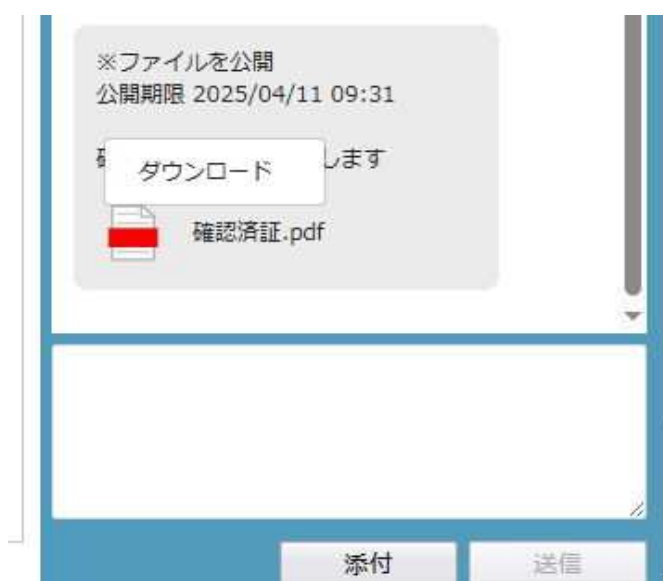 ※ファイルを公開
公開期限 2025/04/11 09:31
します
ダウンロード
確認済証.pdf
添付
送信